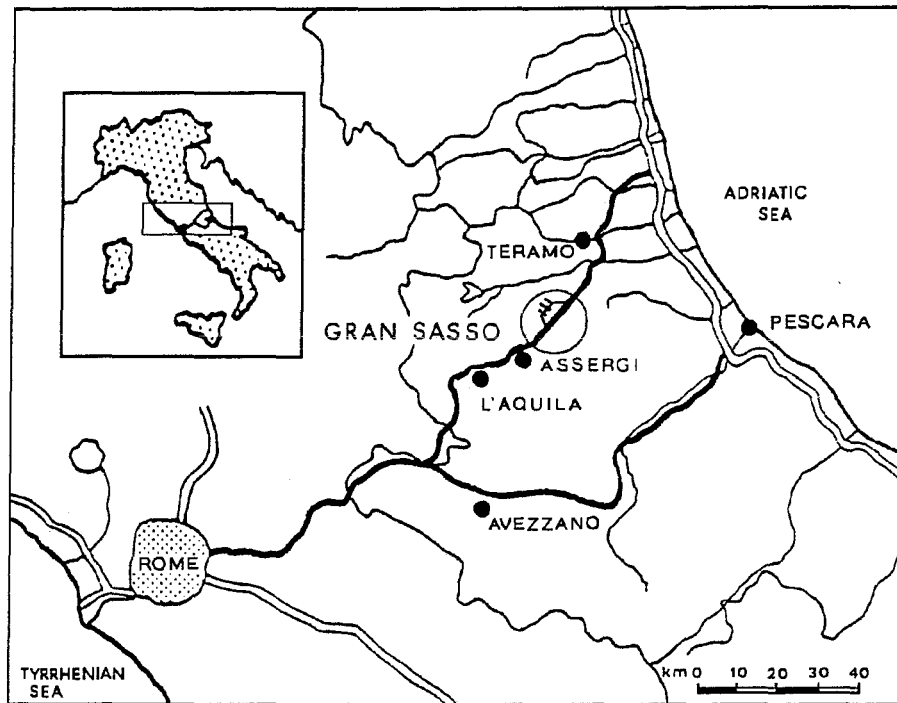 ADRIATIC
SEA
TERAMO
GRAN SASSO
PESCARA
ASSERGI
L'AQUILA
AVEZZANO
ROME
TYRRHENIAN
SEA
km 0 10 20 30 40